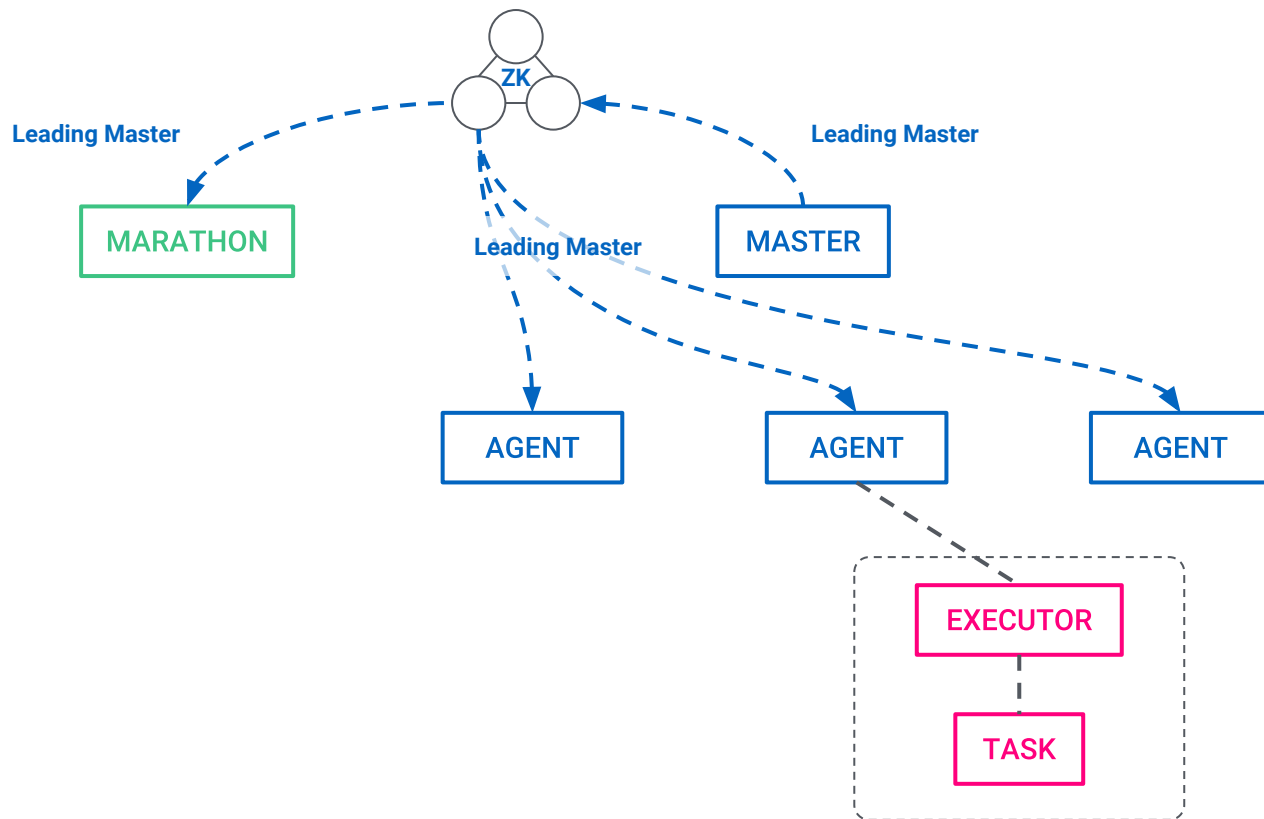 ZK
Leading Master
Leading Master
MARATHON
Leading Master
MASTER
AGENT
AGENT
AGENT
EXECUTOR
TASK